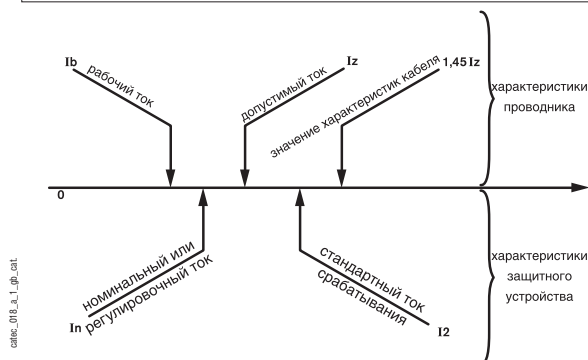 Ib
рабочий ток
допустимый ток
Iz
значение характеристик кабеля
1,45 Iz
характеристики
проводника
0
номинальный или
регулировочный ток
In
стандартный ток
срабатывания
I2
характеристики
защитного
устройства
catec_018_a_1_gb_cat.